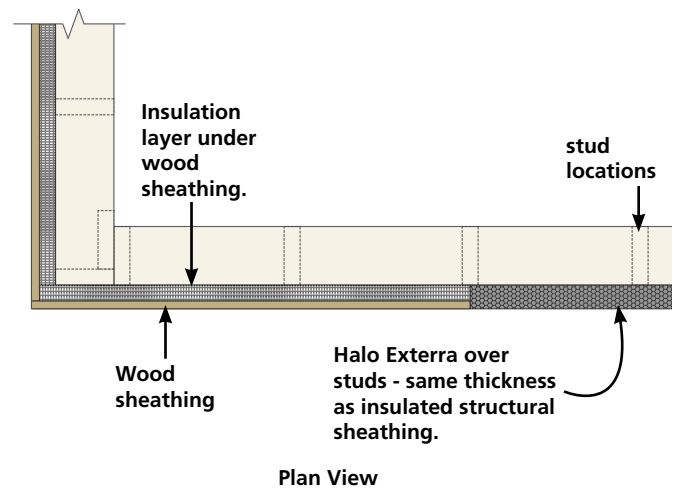 Insulation
layer under
wood
sheathing.
stud
locations
Wood
sheathing
Halo Exterra over
studs - same thickness
as insulated structural
sheathing.
Plan View